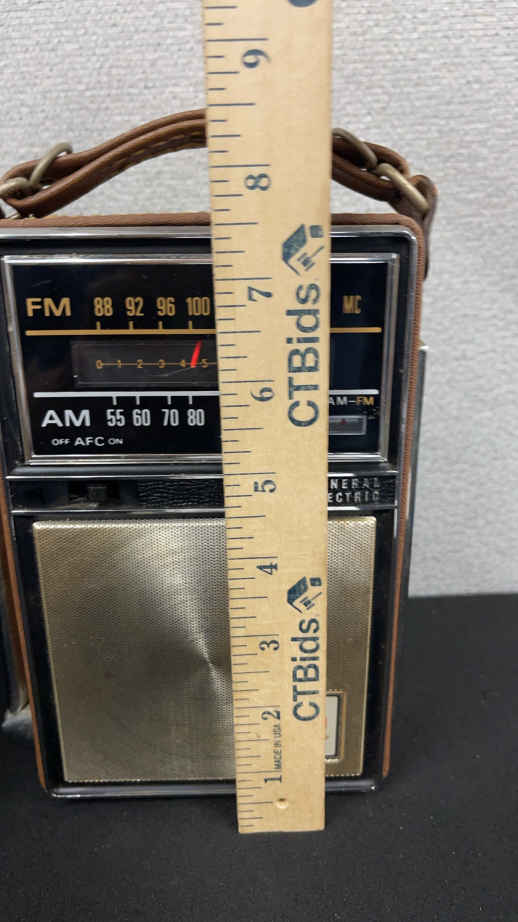 9
8
7
6
5
4
3
2
1
CTBids
CTBids
MADE IN USA
FM 88 92 96 100 MC
0 1 2 3 4 5
AM 55 60 70 80 AM-FM
OFF AFC ON
NERAL
ECTRIC